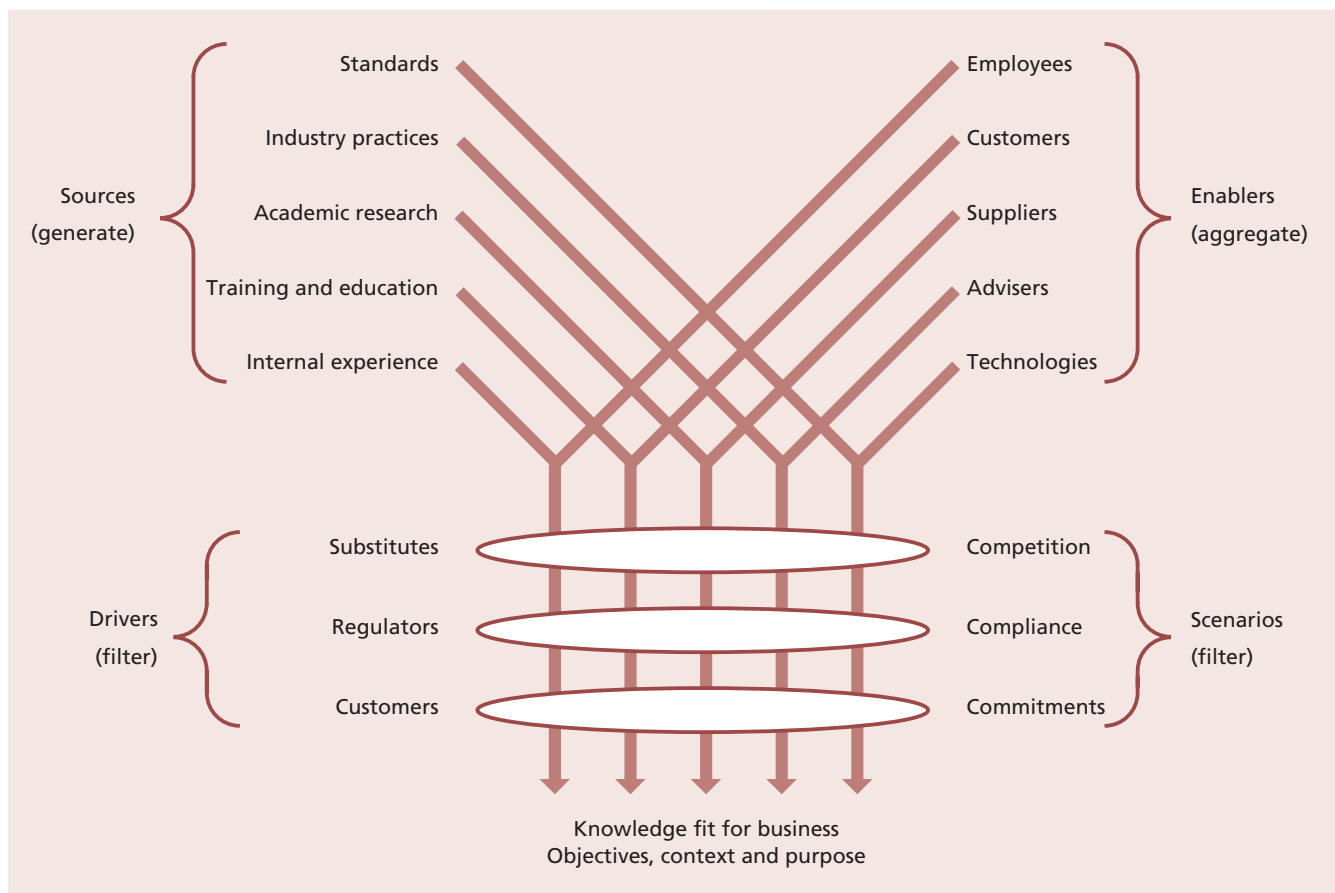 Sources
(generate)
Standards
Industry practices
Academic research
Training and education
Internal experience
Employees
Customers
Suppliers
Advisers
Technologies
Enablers
(aggregate)
Drivers
(filter)
Substitutes
Regulators
Customers
Competition
Compliance
Commitments
Scenarios
(filter)
Knowledge fit for business
Objectives, context and purpose